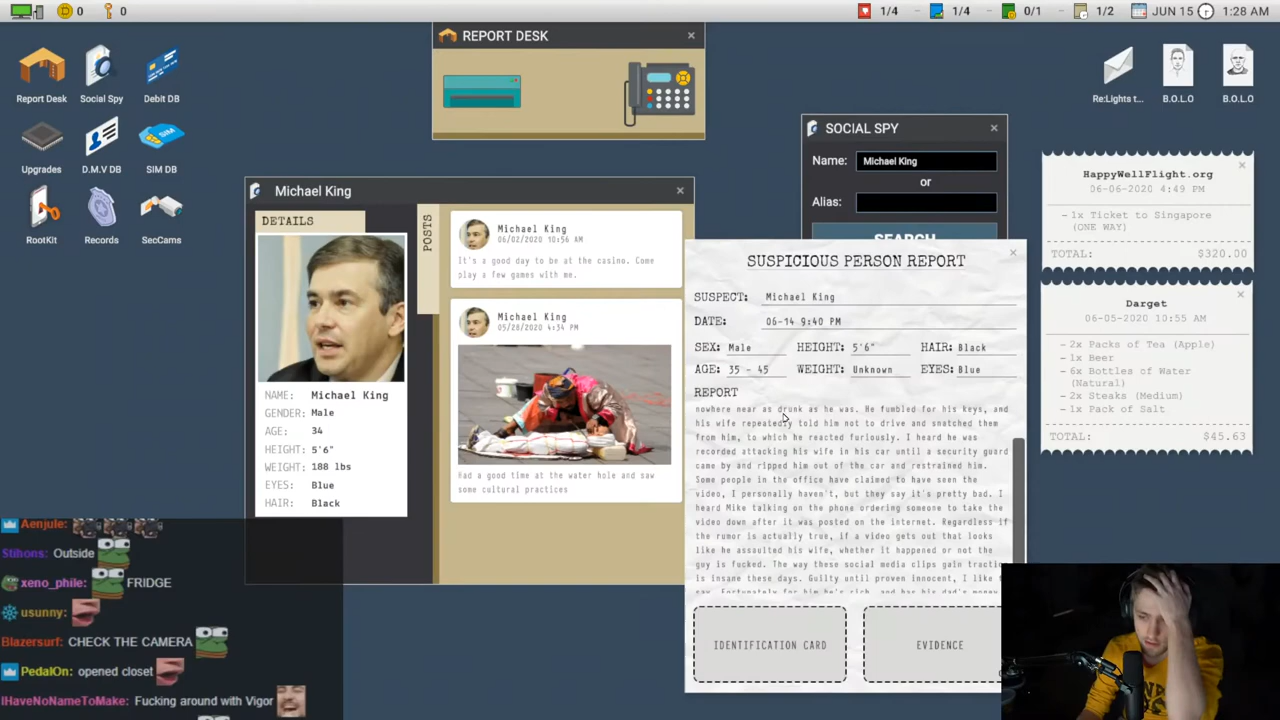 0
0
1/4
1/4
0/1
1/2
JUN 15
1:28 AM
Report Desk
Social Spy
Debit DB
Upgrades
D.M.V DB
SIM DB
RootKit
Records
SecCams
REPORT DESK
Re:Lights t...
B.O.L.O
B.O.L.O
SOCIAL SPY
Name: Michael King
or
Alias:
SEARCH
HappyWellFlight.org
06-06-2020 4:49 PM
- 1x Ticket to Singapore
(ONE WAY)
TOTAL: $320.00
Darget
06-05-2020 10:55 AM
- 2x Packs of Tea (Apple)
- 1x Beer
- 6x Bottles of Water
(Natural)
- 2x Steaks (Medium)
- 1x Pack of Salt
TOTAL: $45.63
Michael King
DETAILS
NAME: Michael King
GENDER: Male
AGE: 34
HEIGHT: 5'6"
WEIGHT: 188 lbs
EYES: Blue
HAIR: Black
POSTS
Michael King
06/02/2020 10:56 AM
It's a good day to be at the casino. Come
play a few games with me.
Michael King
05/28/2020 4:34 PM
Had a good time at the water hole and saw
some cultural practices
SUSPICIOUS PERSON REPORT
SUSPECT: Michael King
DATE: 06-14 9:40 PM
SEX: Male HEIGHT: 5'6" HAIR: Black
AGE: 35 - 45 WEIGHT: Unknown EYES: Blue
REPORT
nowhere near as drunk as he was. He fumbled for his keys, and
his wife repeatedly told him not to drive and snatched them
from him, to which he reacted furiously. I heard he was
recorded attacking his wife in his car until a security guard
came by and ripped him out of the car and restrained him.
Some people in the office have claimed to have seen the
video, I personally haven't, but they say it's pretty bad. I
heard Mike talking on the phone ordering someone to take the
video down after it was posted on the internet. Regardless if
the rumor is actually true, if a video gets out that looks
like he assaulted his wife, whether it happened or not the
guy is fucked. The way these social media clips gain traction
is insane these days. Guilty until proven innocent, I like to
say. Fortunately for him he's rich, and has his dad's money
IDENTIFICATION CARD
EVIDENCE
Aenjule:
Stihons: Outside
xeno_phile: FRIDGE
usunny:
Blazersurf: CHECK THE CAMERA
PedalOn: opened closet
IHaveNoNameToMake: Fucking around with Vigor